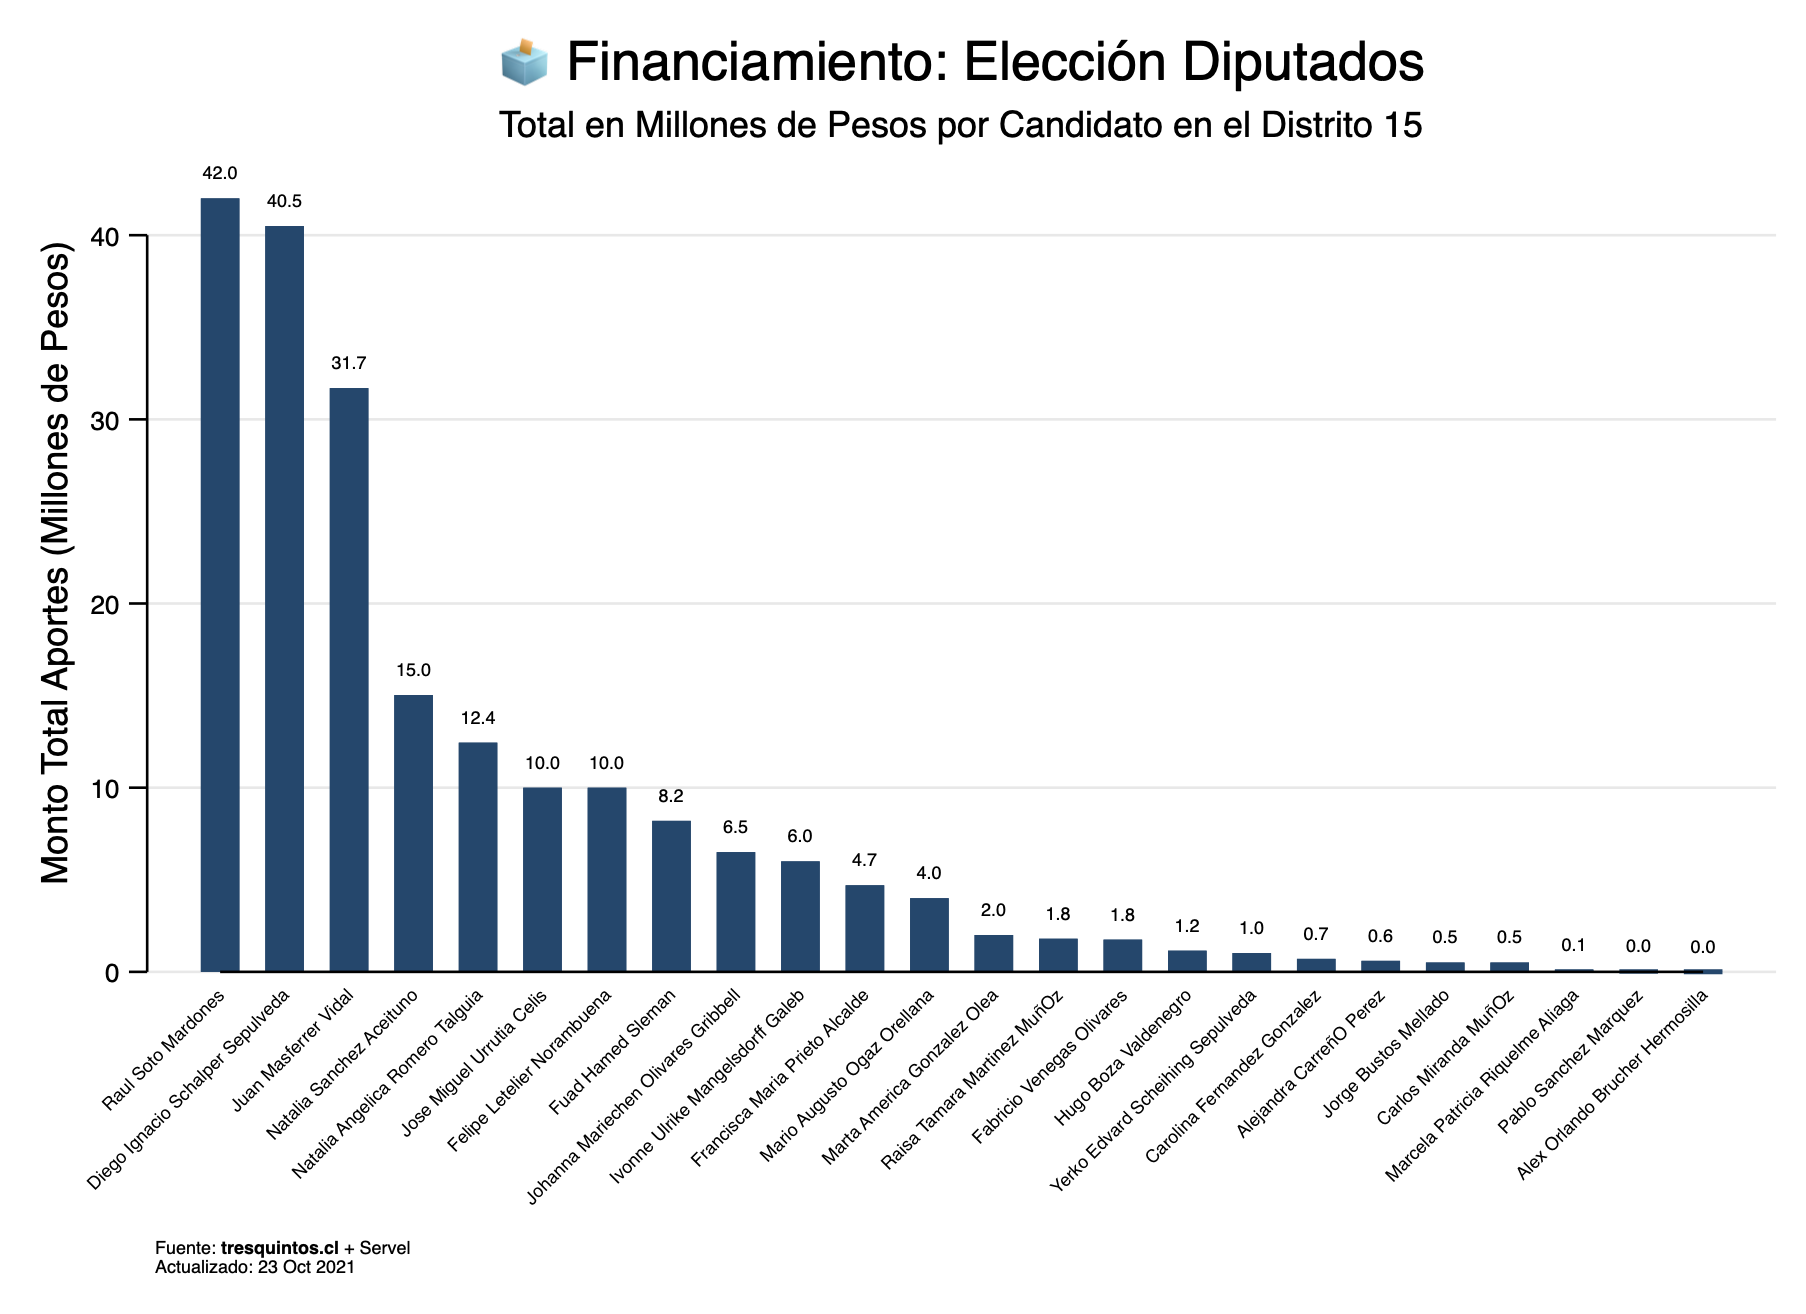 Financiamiento: Elección Diputados
Total en Millones de Pesos por Candidato en el Distrito 15
Monto Total Aportes (Millones de Pesos)
40
30
20
10
0
42.0
40.5
31.7
15.0
12.4
10.0
10.0
8.2
6.5
6.0
4.7
4.0
2.0
1.8
1.8
1.2
1.0
0.7
0.6
0.5
0.5
0.1
0.0
0.0
Raul Soto Mardones
Diego Ignacio Schalper Sepulveda
Juan Masferrer Vidal
Natalia Sanchez Aceituno
Natalia Angelica Romero Talguia
Jose Miguel Urrutia Celis
Felipe Letelier Norambuena
Fuad Hamed Sleman
Johanna Mariechen Olivares Gribbell
Ivonne Ulrike Mangelsdorff Galeb
Francisca Maria Prieto Alcalde
Mario Augusto Ogaz Orellana
Marta America Gonzalez Olea
Raisa Tamara Martinez MuñOz
Fabricio Venegas Olivares
Hugo Boza Valdenegro
Yerko Edvard Scheihing Sepulveda
Carolina Fernandez Gonzalez
Alejandra CarreñO Perez
Jorge Bustos Mellado
Carlos Miranda MuñOz
Marcela Patricia Riquelme Aliaga
Pablo Sanchez Marquez
Alex Orlando Brucher Hermosilla
Fuente: tresquintos.cl + Servel
Actualizado: 23 Oct 2021